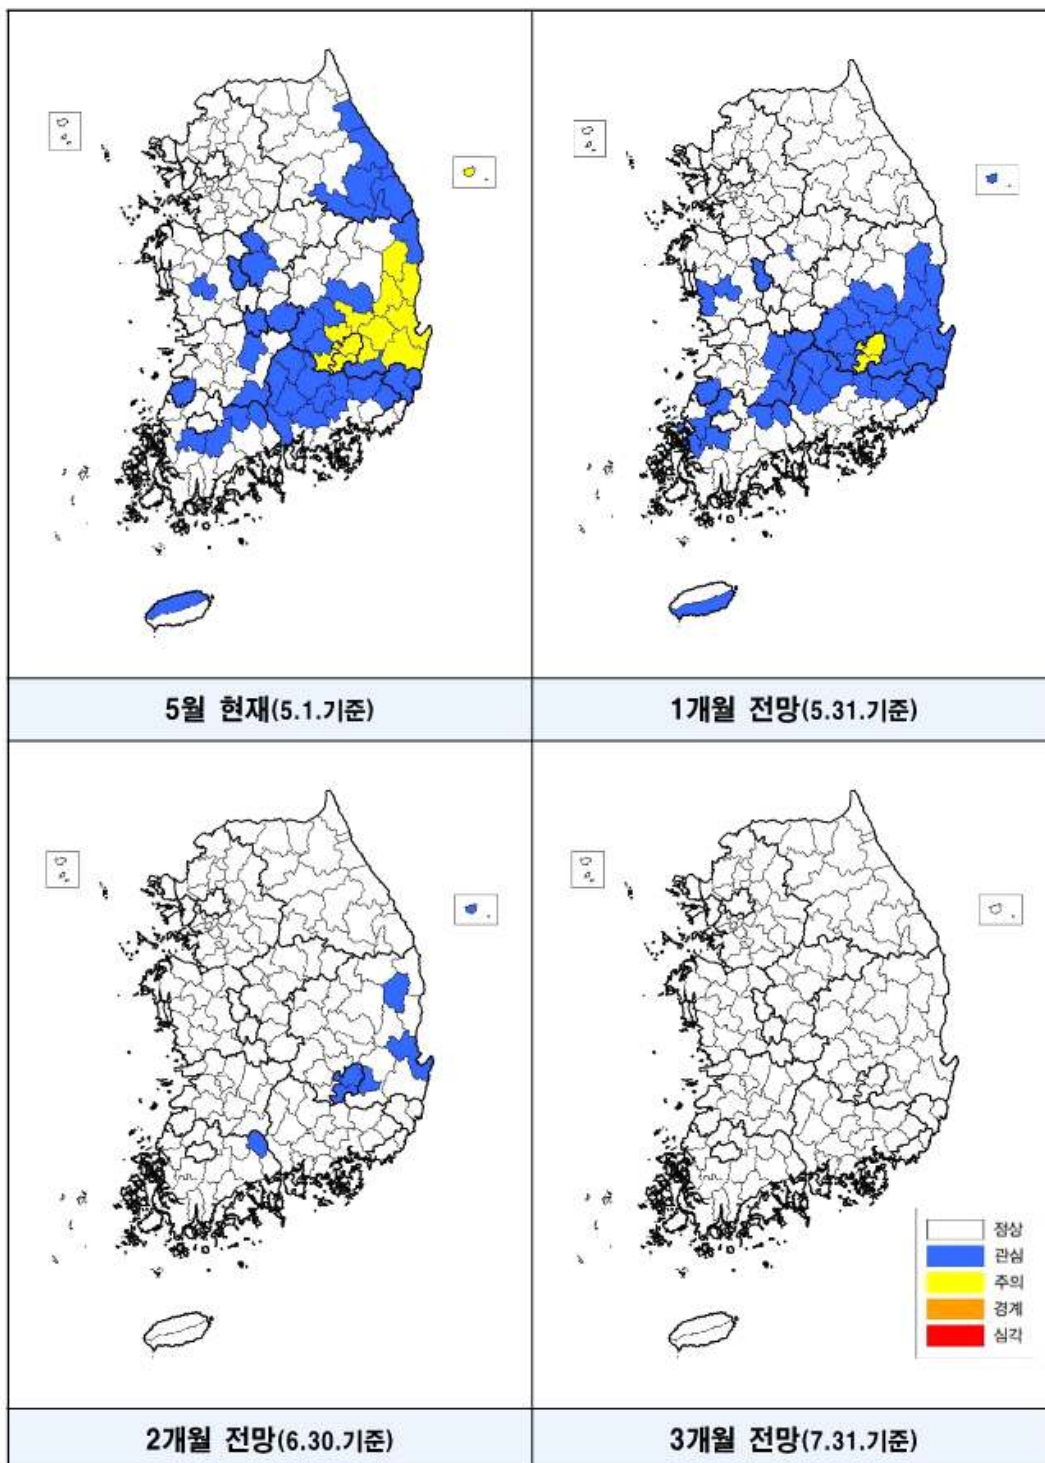 5월 현재(5.1.기준)
1개월 전망(5.31.기준)
정상
관심
주의
경계
심각
2개월 전망(6.30.기준)
3개월 전망(7.31.기준)